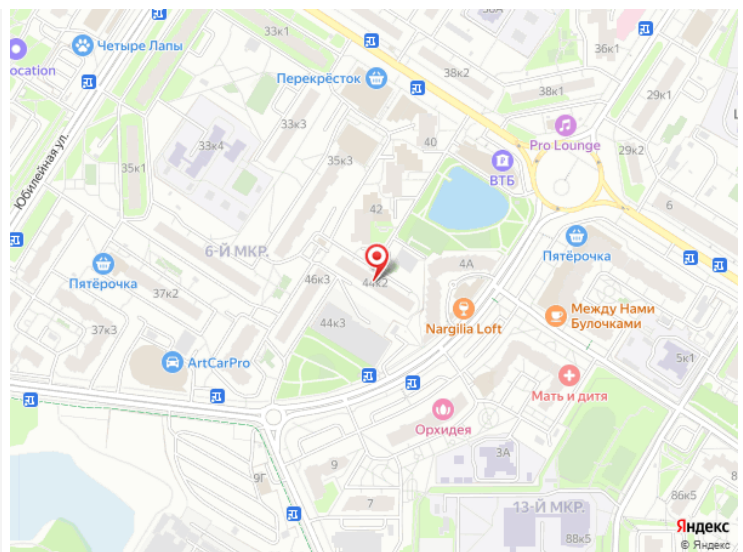 33к1
36к1
Четыре Лапы
location
38к2
Перекрёсток
38к1
29к1
33к3
Pro Lounge
33к4
40
29к2
35к3
35к1
ВТБ
Юбилейная ул.
42
6
6-Й МКР.
Пятёрочка
4А
Пятёрочка
46к3
44к2
37к2
Nargilia Loft
Между Нами
Булочками
44к3
37к3
5к1
ArtCarPro
Мать и дитя
Орхидея
3А
9
9Г
7
13-Й МКР.
86к5
88к5
Яндекс
© Яндекс